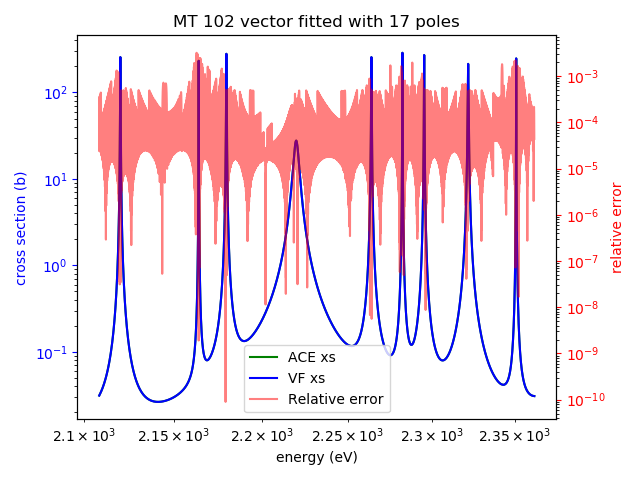 MT 102 vector fitted with 17 poles
cross section (b)
10²
10¹
10⁰
10⁻¹
10⁻³
10⁻⁴
10⁻⁵
10⁻⁶
10⁻⁷
10⁻⁸
10⁻⁹
10⁻¹⁰
relative error
ACE xs
VF xs
Relative error
2.1 × 10³ 2.15 × 10³ 2.2 × 10³ 2.25 × 10³ 2.3 × 10³ 2.35 × 10³
energy (eV)